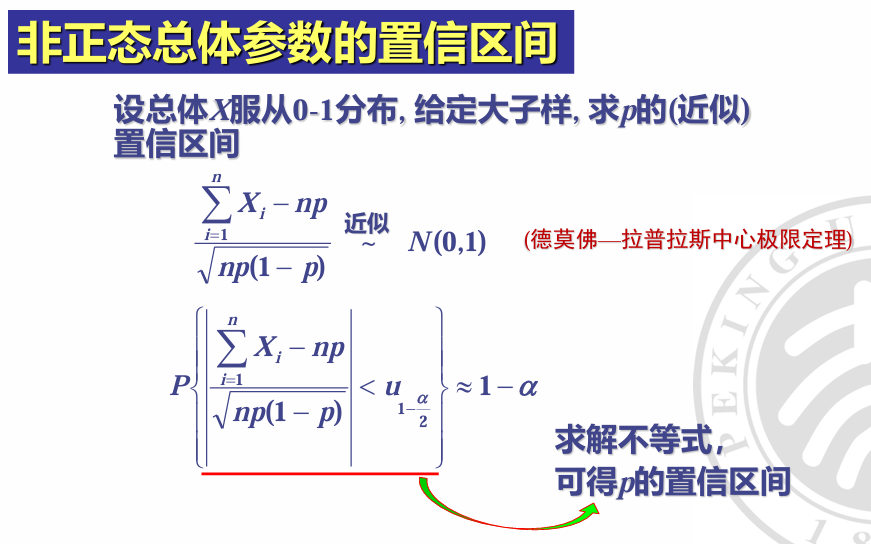 非正态总体参数的置信区间
设总体X服从0-1分布, 给定大子样, 求p的(近似)
置信区间
$\frac{\sum_{i=1}^{n} X_i - np}{\sqrt{np(1-p)}}$ 近似 ~ N(0,1) (德莫佛—拉普拉斯中心极限定理)
$P\left\{\left|\frac{\sum_{i=1}^{n} X_i - np}{\sqrt{np(1-p)}}\right| < u_{1-\frac{\alpha}{2}}\right\} \approx 1-\alpha$
求解不等式，
可得p的置信区间
PEKING U
18